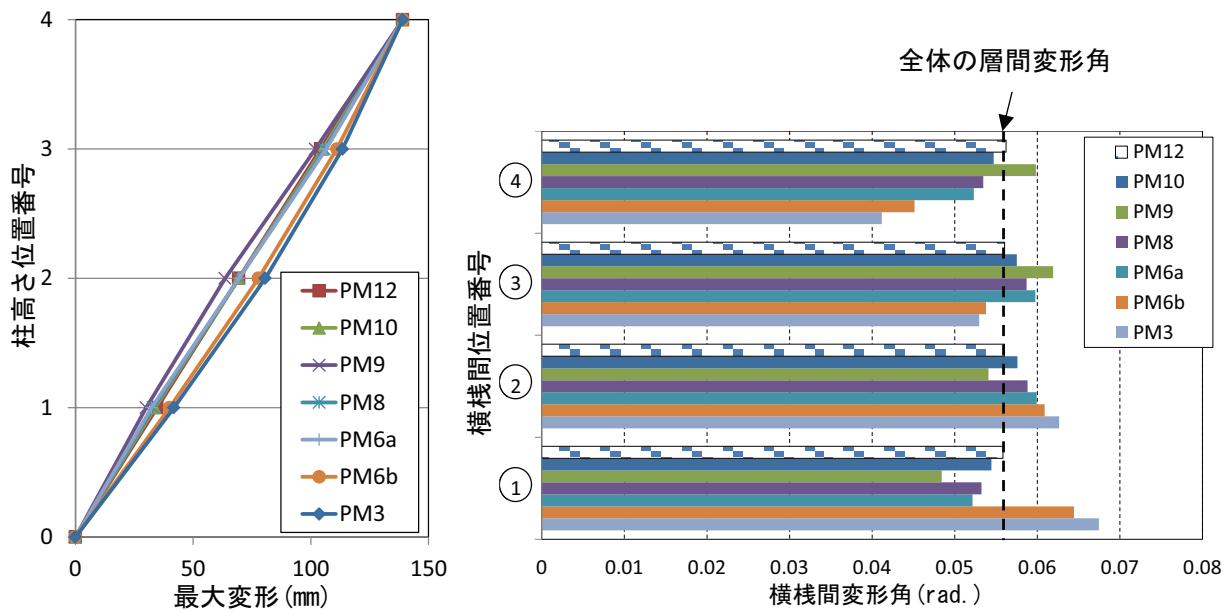 4
3
2
1
0
柱高さ位置番号
0 50 100 150
最大変形(mm)
PM12
PM10
PM9
PM8
PM6a
PM6b
PM3
全体の層間変形角
④
③
②
①
横桟間位置番号
0 0.01 0.02 0.03 0.04 0.05 0.06 0.07 0.08
横桟間変形角(rad.)
PM12
PM10
PM9
PM8
PM6a
PM6b
PM3